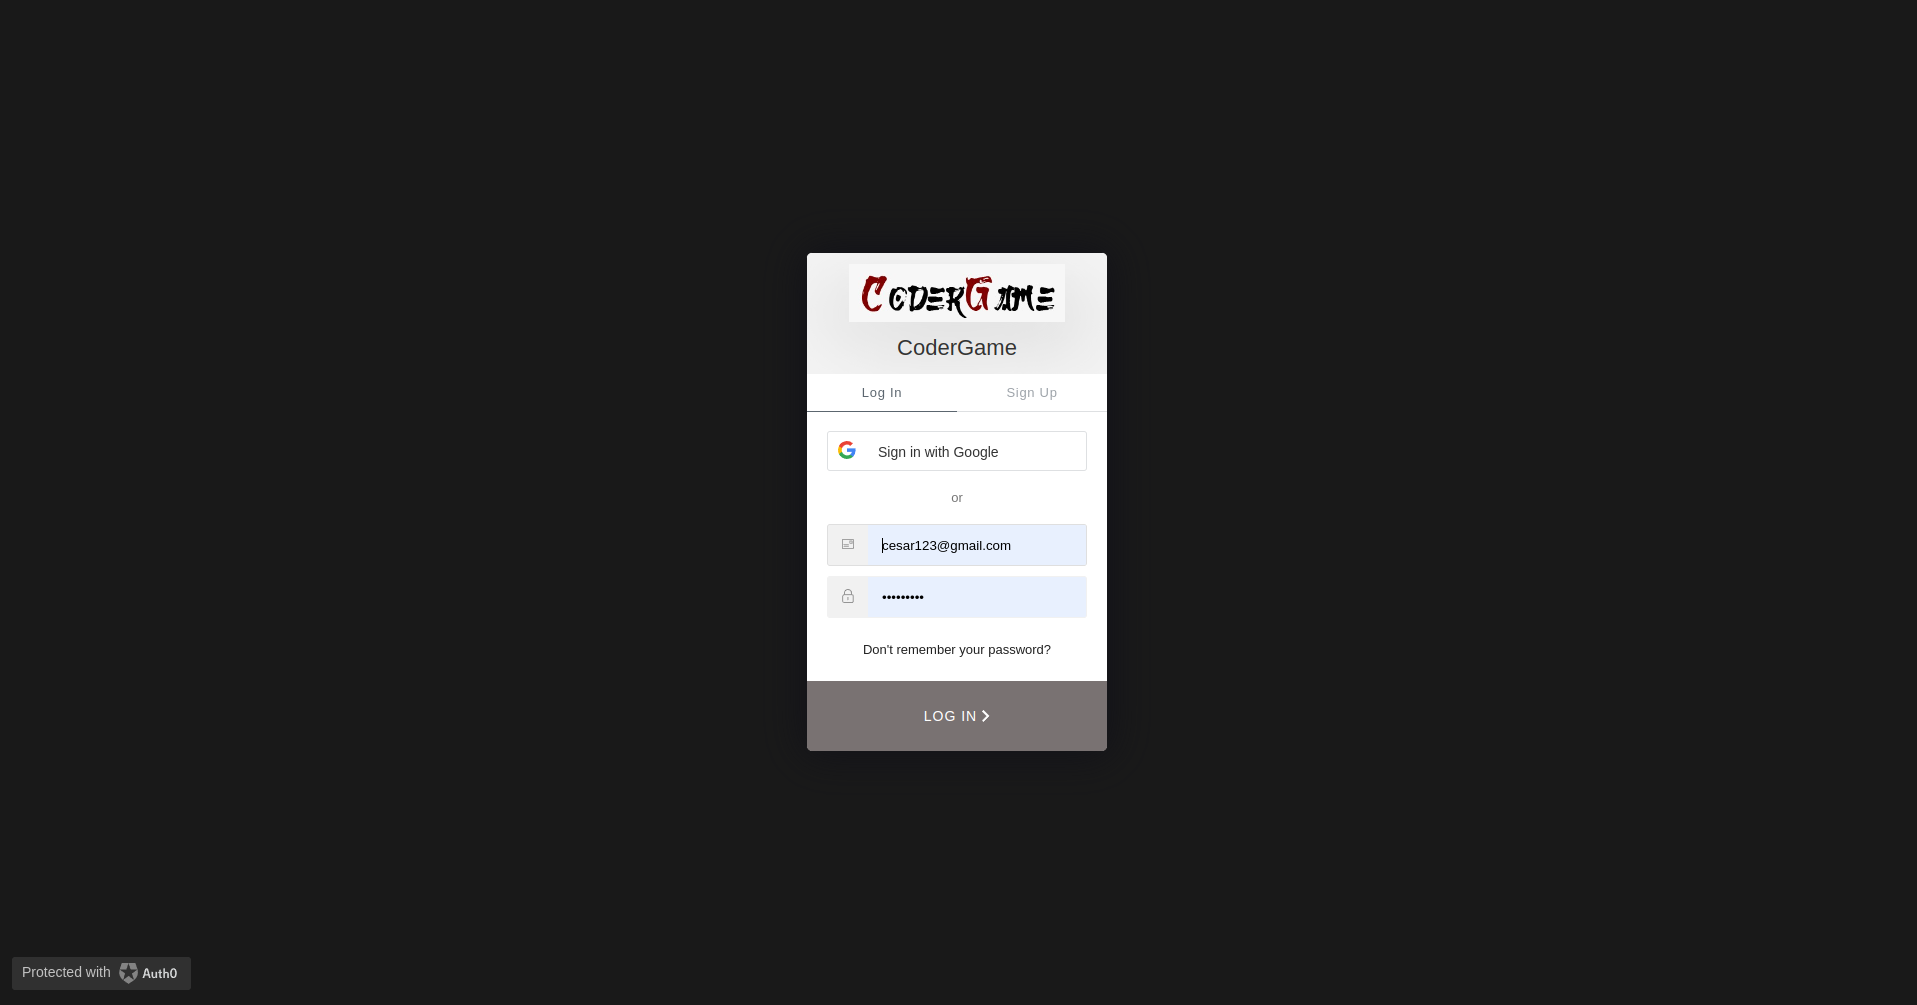 CoderGame
CoderGame
Log In
Sign Up
Sign in with Google
or
cesar123@gmail.com
•••••••••
Don't remember your password?
LOG IN
Protected with Auth0